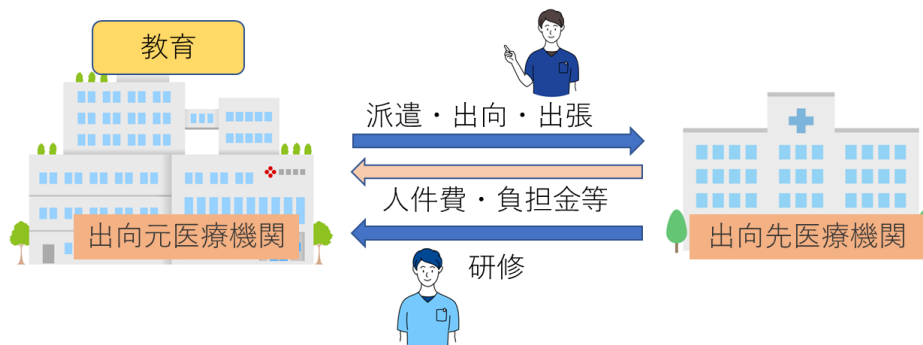 教育
派遣・出向・出張
人件費・負担金等
出向元医療機関
出向先医療機関
研修